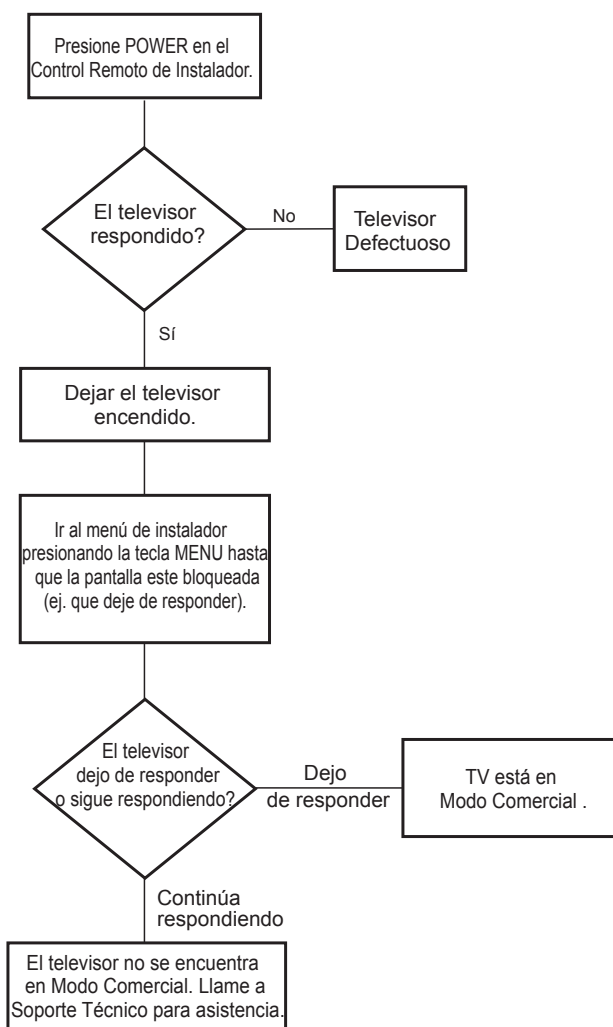 Presione POWER en el
Control Remoto de Instalador.
El televisor
respondido?
No
Televisor
Defectuoso
Sí
Dejar el televisor
encendido.
Ir al menú de instalador
presionando la tecla MENU hasta
que la pantalla este bloqueada
(ej. que deje de responder).
El televisor
dejo de responder
o sigue respondiendo?
Dejo
de responder
TV está en
Modo Comercial .
Continúa
respondiendo
El televisor no se encuentra
en Modo Comercial. Llame a
Soporte Técnico para asistencia.